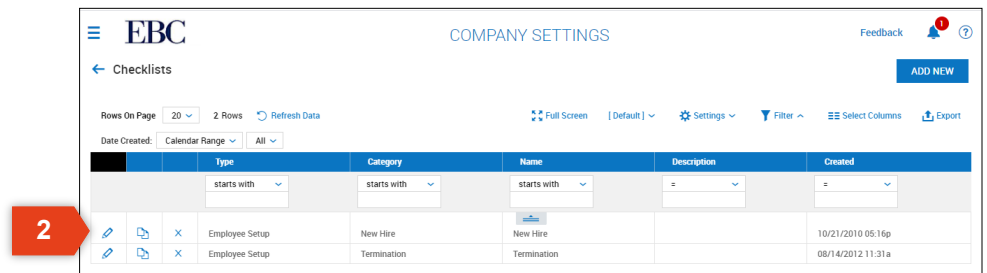 EBC COMPANY SETTINGS Feedback 1 ?
Checklists ADD NEW
Rows On Page 20 2 Rows Refresh Data Full Screen [ Default ] Settings Filter Select Columns Export
Date Created: Calendar Range All
Type Category Name Description Created
starts with starts with starts with = =
2
Employee Setup New Hire New Hire 10/21/2010 05:16p
Employee Setup Termination Termination 08/14/2012 11:31a